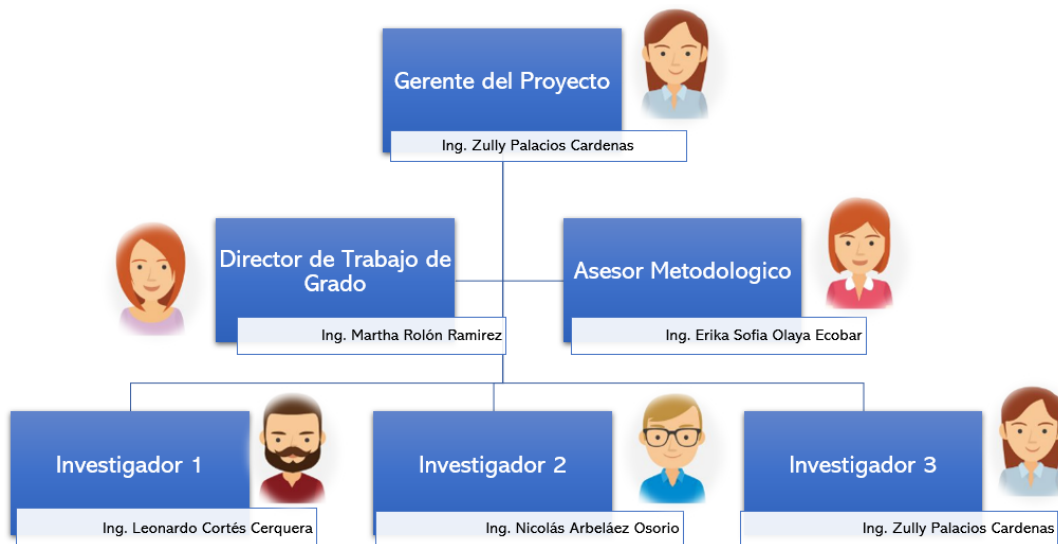 Gerente del Proyecto
Ing. Zully Palacios Cardenas
Director de Trabajo de
Grado
Ing. Martha Rolón Ramirez
Asesor Metodologico
Ing. Erika Sofia Olaya Ecobar
Investigador 1
Ing. Leonardo Cortés Cerquera
Investigador 2
Ing. Nicolás Arbeláez Osorio
Investigador 3
Ing. Zully Palacios Cardenas